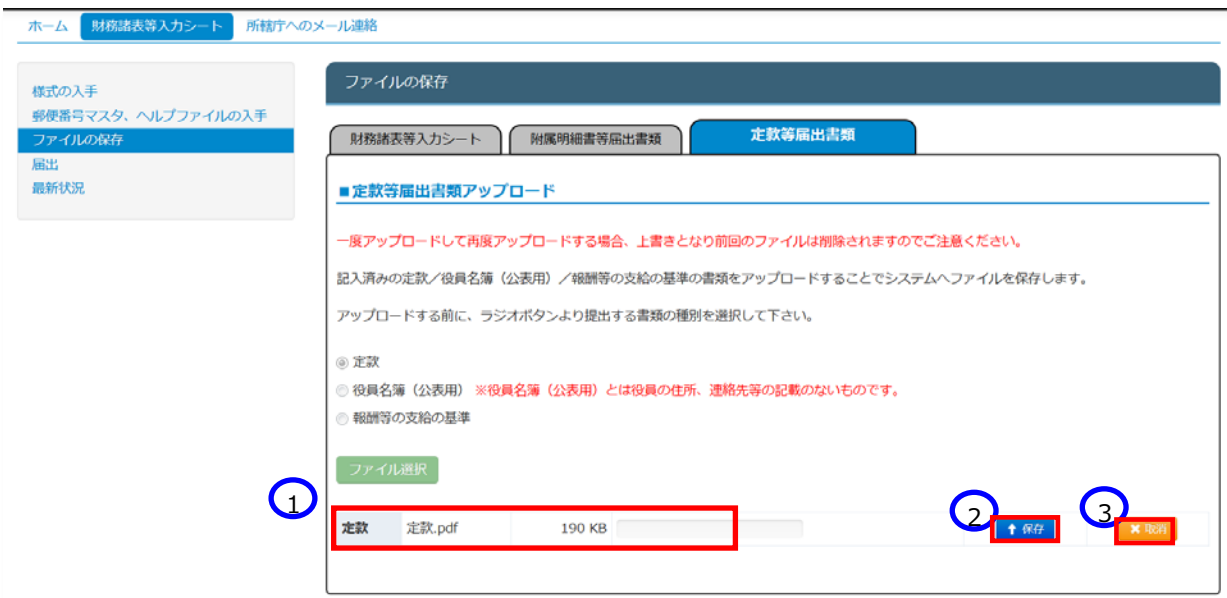 ホーム 財務諸表等入力シート 所轄庁へのメール連絡
様式の入手
郵便番号マスタ、ヘルプファイルの入手
ファイルの保存
届出
最新状況
ファイルの保存
財務諸表等入力シート 附属明細書等届出書類 定款等届出書類
■定款等届出書類アップロード
一度アップロードして再度アップロードする場合、上書きとなり前回のファイルは削除されますのでご注意ください。
記入済みの定款／役員名簿（公表用）／報酬等の支給の基準の書類をアップロードすることでシステムへファイルを保存します。
アップロードする前に、ラジオボタンより提出する書類の種別を選択して下さい。
定款
役員名簿（公表用） ※役員名簿（公表用）とは役員の住所、連絡先等の記載のないものです。
報酬等の支給の基準
ファイル選択
1 2 3
定款 定款.pdf 190 KB 保存 取消